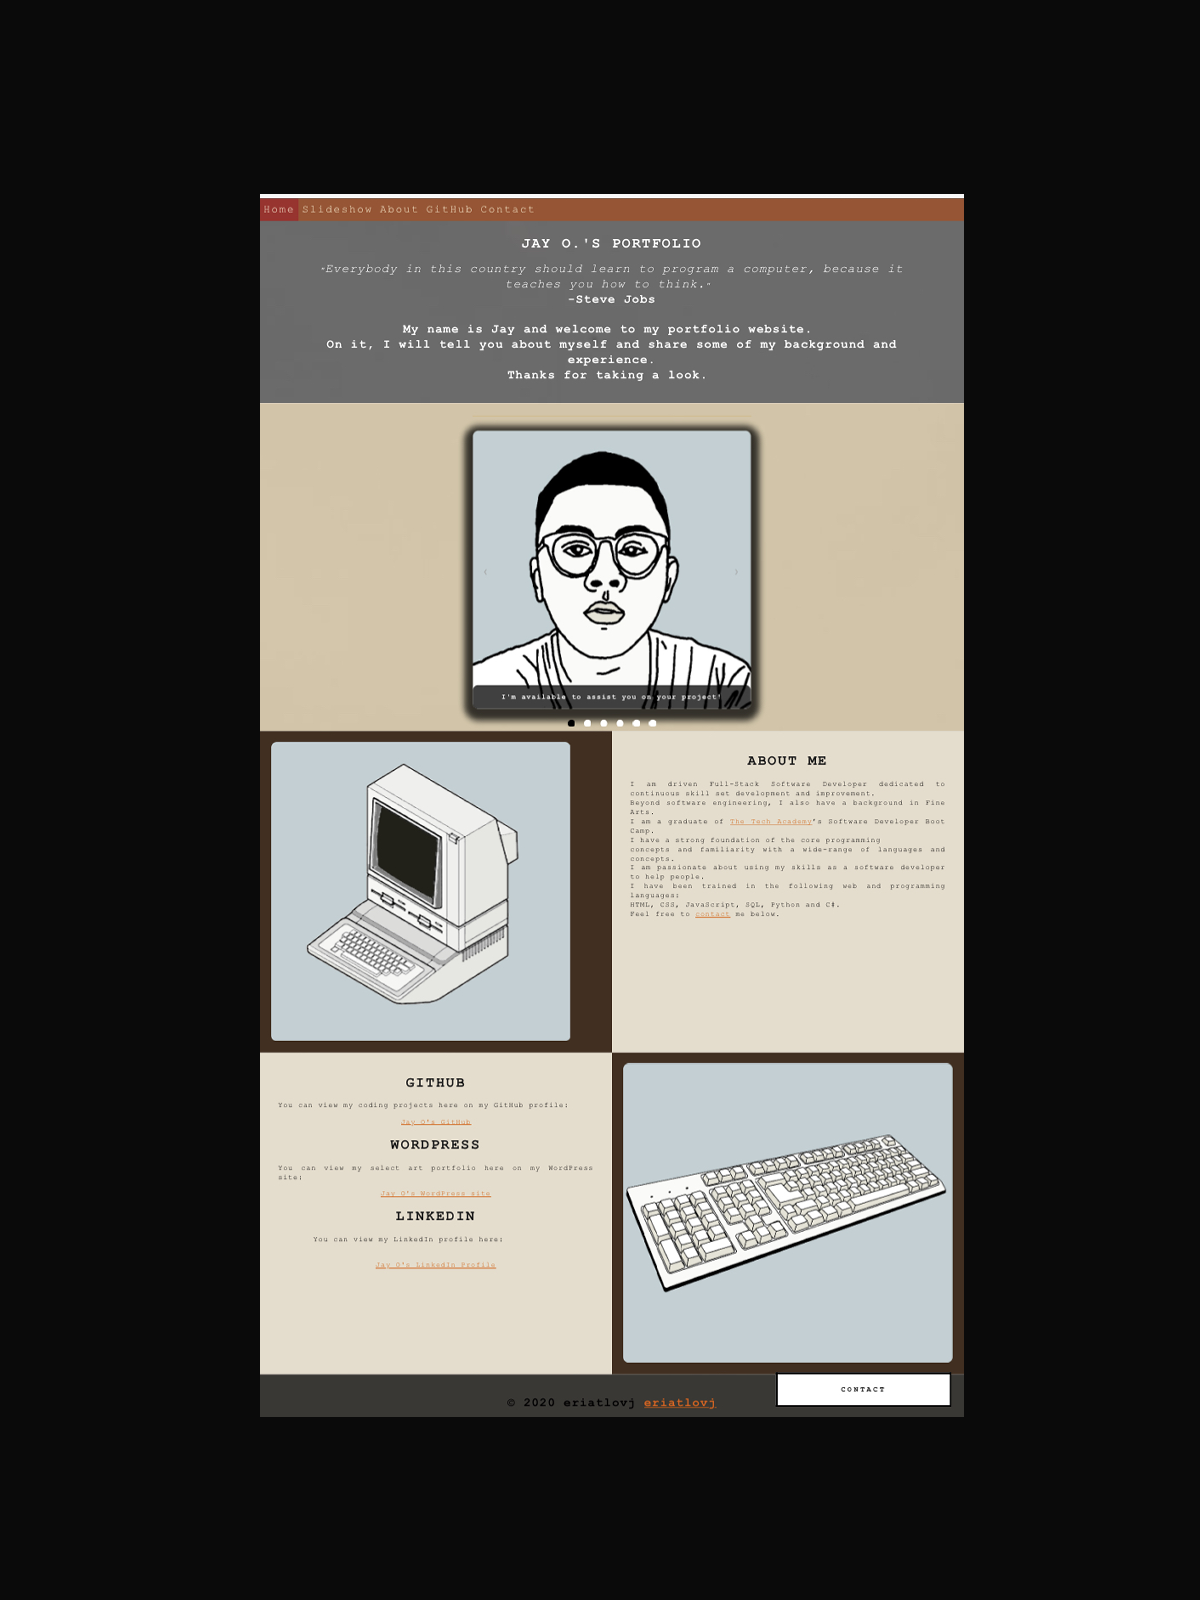 Home Slideshow About GitHub Contact
JAY O.'S PORTFOLIO
"Everybody in this country should learn to program a computer, because it
teaches you how to think."
-Steve Jobs
My name is Jay and welcome to my portfolio website.
On it, I will tell you about myself and share some of my background and
experience.
Thanks for taking a look.
I'm available to assist you on your project!
ABOUT ME
I am driven Full-Stack Software Developer dedicated to
continuous skill set development and improvement.
Beyond software engineering, I also have a background in Fine
Arts.
I am a graduate of The Tech Academy's Software Developer Boot
Camp.
I have a strong foundation of the core programming
concepts and familiarity with a wide-range of languages and
concepts.
I am passionate about using my skills as a software developer
to help people.
I have been trained in the following web and programming
languages:
HTML, CSS, JavaScript, SQL, Python and C#.
Feel free to contact me below.
GITHUB
You can view my coding projects here on my GitHub profile:
Jay O's GitHub
WORDPRESS
You can view my select art portfolio here on my WordPress
site:
Jay O's WordPress site
LINKEDIN
You can view my LinkedIn profile here:
Jay O's LinkedIn Profile
CONTACT
© 2020 eriatlovj eriatlovj